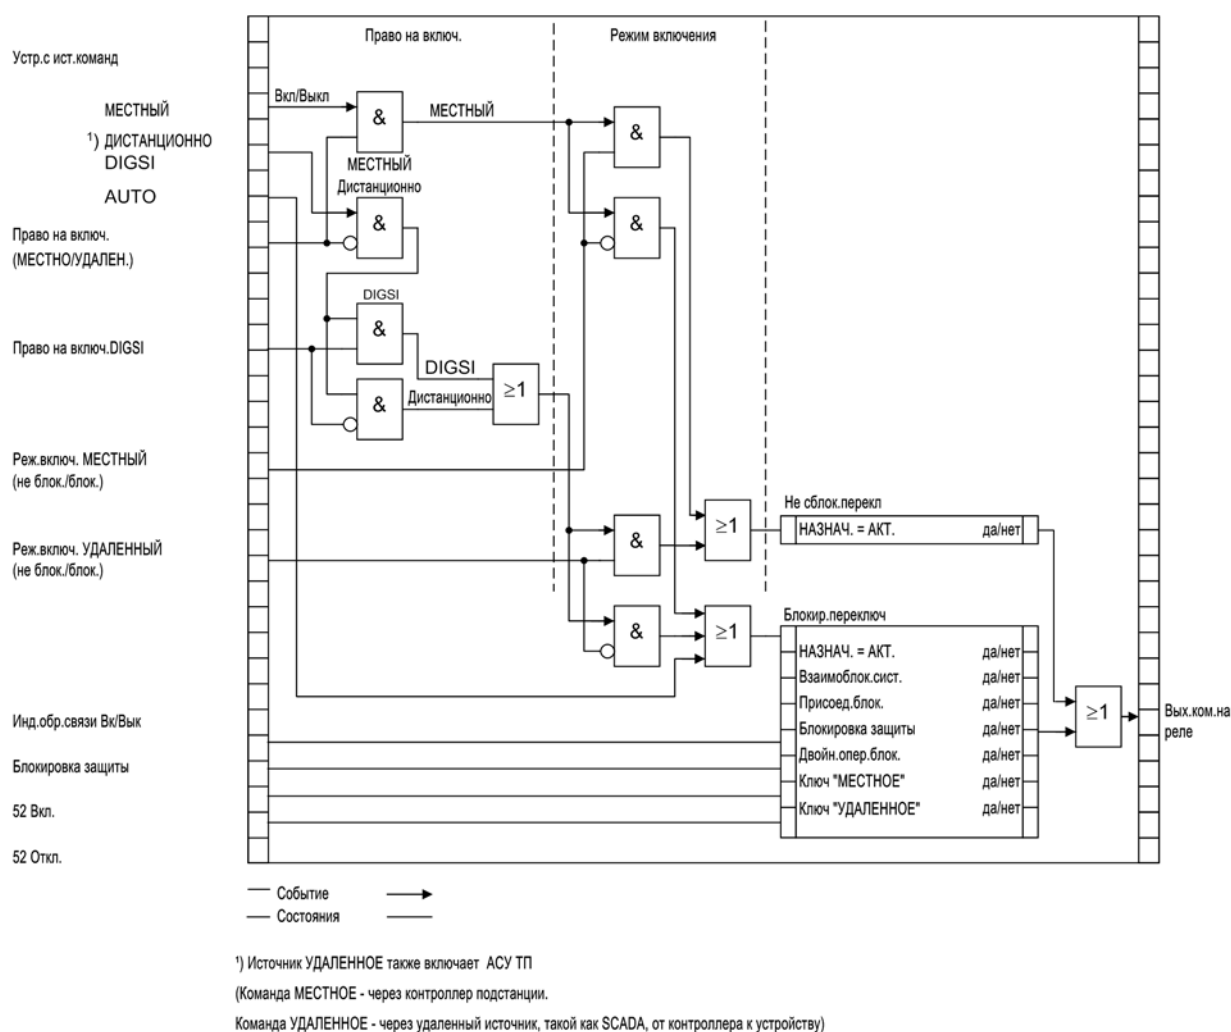 Право на включ.
Режим включения
Устр.с ист.команд
Вкл/Выкл
МЕСТНЫЙ
&
МЕСТНЫЙ
&
¹) ДИСТАНЦИОННО
DIGSI
МЕСТНЫЙ
Дистанционно
AUTO
&
&
Право на включ.
(МЕСТНО/УДАЛЕН.)
DIGSI
&
Право на включ.DIGSI
DIGSI
≥1
&
Дистанционно
Реж.включ. МЕСТНЫЙ
(не блок./блок.)
Не сблок.перекл
≥1
НАЗНАЧ. = АКТ. да/нет
&
Реж.включ. УДАЛЕННЫЙ
(не блок./блок.)
Блокир.переключ
&
≥1
НАЗНАЧ. = АКТ. да/нет
Взаимоблок.сист. да/нет
Присоед.блок. да/нет
Блокировка защиты да/нет
Двойн.опер.блок. да/нет
Ключ "МЕСТНОЕ" да/нет
Ключ "УДАЛЕННОЕ" да/нет
≥1
Вых.ком.на
реле
Инд.обр.связи Вк/Вык
Блокировка защиты
52 Вкл.
52 Откл.
Событие
Состояния
¹) Источник УДАЛЕННОЕ также включает АСУ ТП
(Команда МЕСТНОЕ - через контроллер подстанции.
Команда УДАЛЕННОЕ - через удаленный источник, такой как SCADA, от контроллера к устройству)